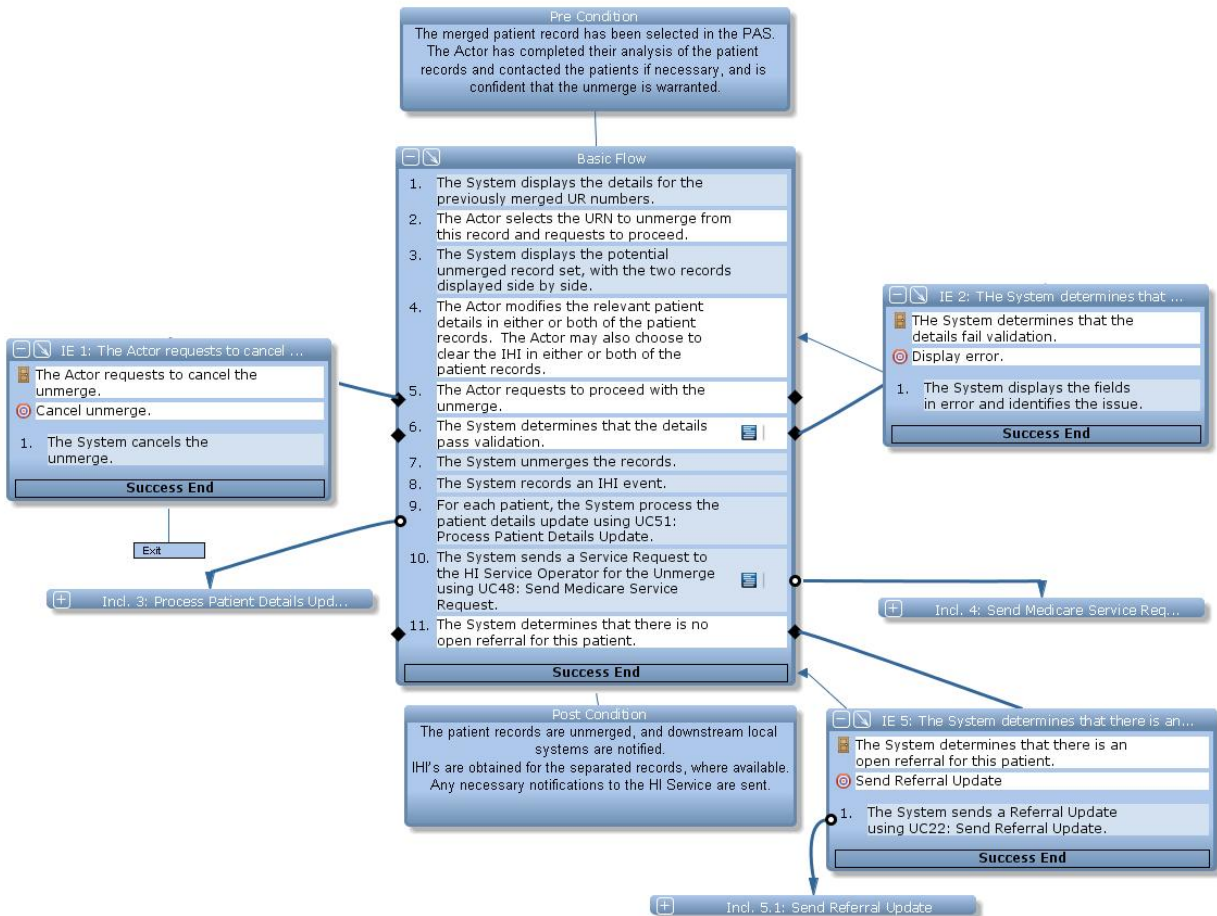 Pre Condition
The merged patient record has been selected in the PAS.
The Actor has completed their analysis of the patient
records and contacted the patients if necessary, and is
confident that the unmerge is warranted.
Basic Flow
1. The System displays the details for the
previously merged UR numbers.
2. The Actor selects the URN to unmerge from
this record and requests to proceed.
3. The System displays the potential
unmerged record set, with the two records
displayed side by side.
4. The Actor modifies the relevant patient
details in either or both of the patient
records. The Actor may also choose to
clear the IHI in either or both of the
patient records.
5. The Actor requests to proceed with the
unmerge.
6. The System determines that the details
pass validation.
7. The System unmerges the records.
8. The System records an IHI event.
9. For each patient, the System process the
patient details update using UC51:
Process Patient Details Update.
10. The System sends a Service Request to
the HI Service Operator for the Unmerge
using UC48: Send Medicare Service
Request.
11. The System determines that there is no
open referral for this patient.
Success End
IE 1: The Actor requests to cancel ...
The Actor requests to cancel the
unmerge.
Cancel unmerge.
1. The System cancels the
unmerge.
Success End
Exit
Incl. 3: Process Patient Details Upd...
IE 2: THe System determines that ...
THe System determines that the
details fail validation.
Display error.
1. The System displays the fields
in error and identifies the issue.
Success End
Incl. 4: Send Medicare Service Req...
Post Condition
The patient records are unmerged, and downstream local
systems are notified.
IHI's are obtained for the separated records, where available.
Any necessary notifications to the HI Service are sent.
IE 5: The System determines that there is an...
The System determines that there is an
open referral for this patient.
Send Referral Update
1. The System sends a Referral Update
using UC22: Send Referral Update.
Success End
Incl. 5.1: Send Referral Update